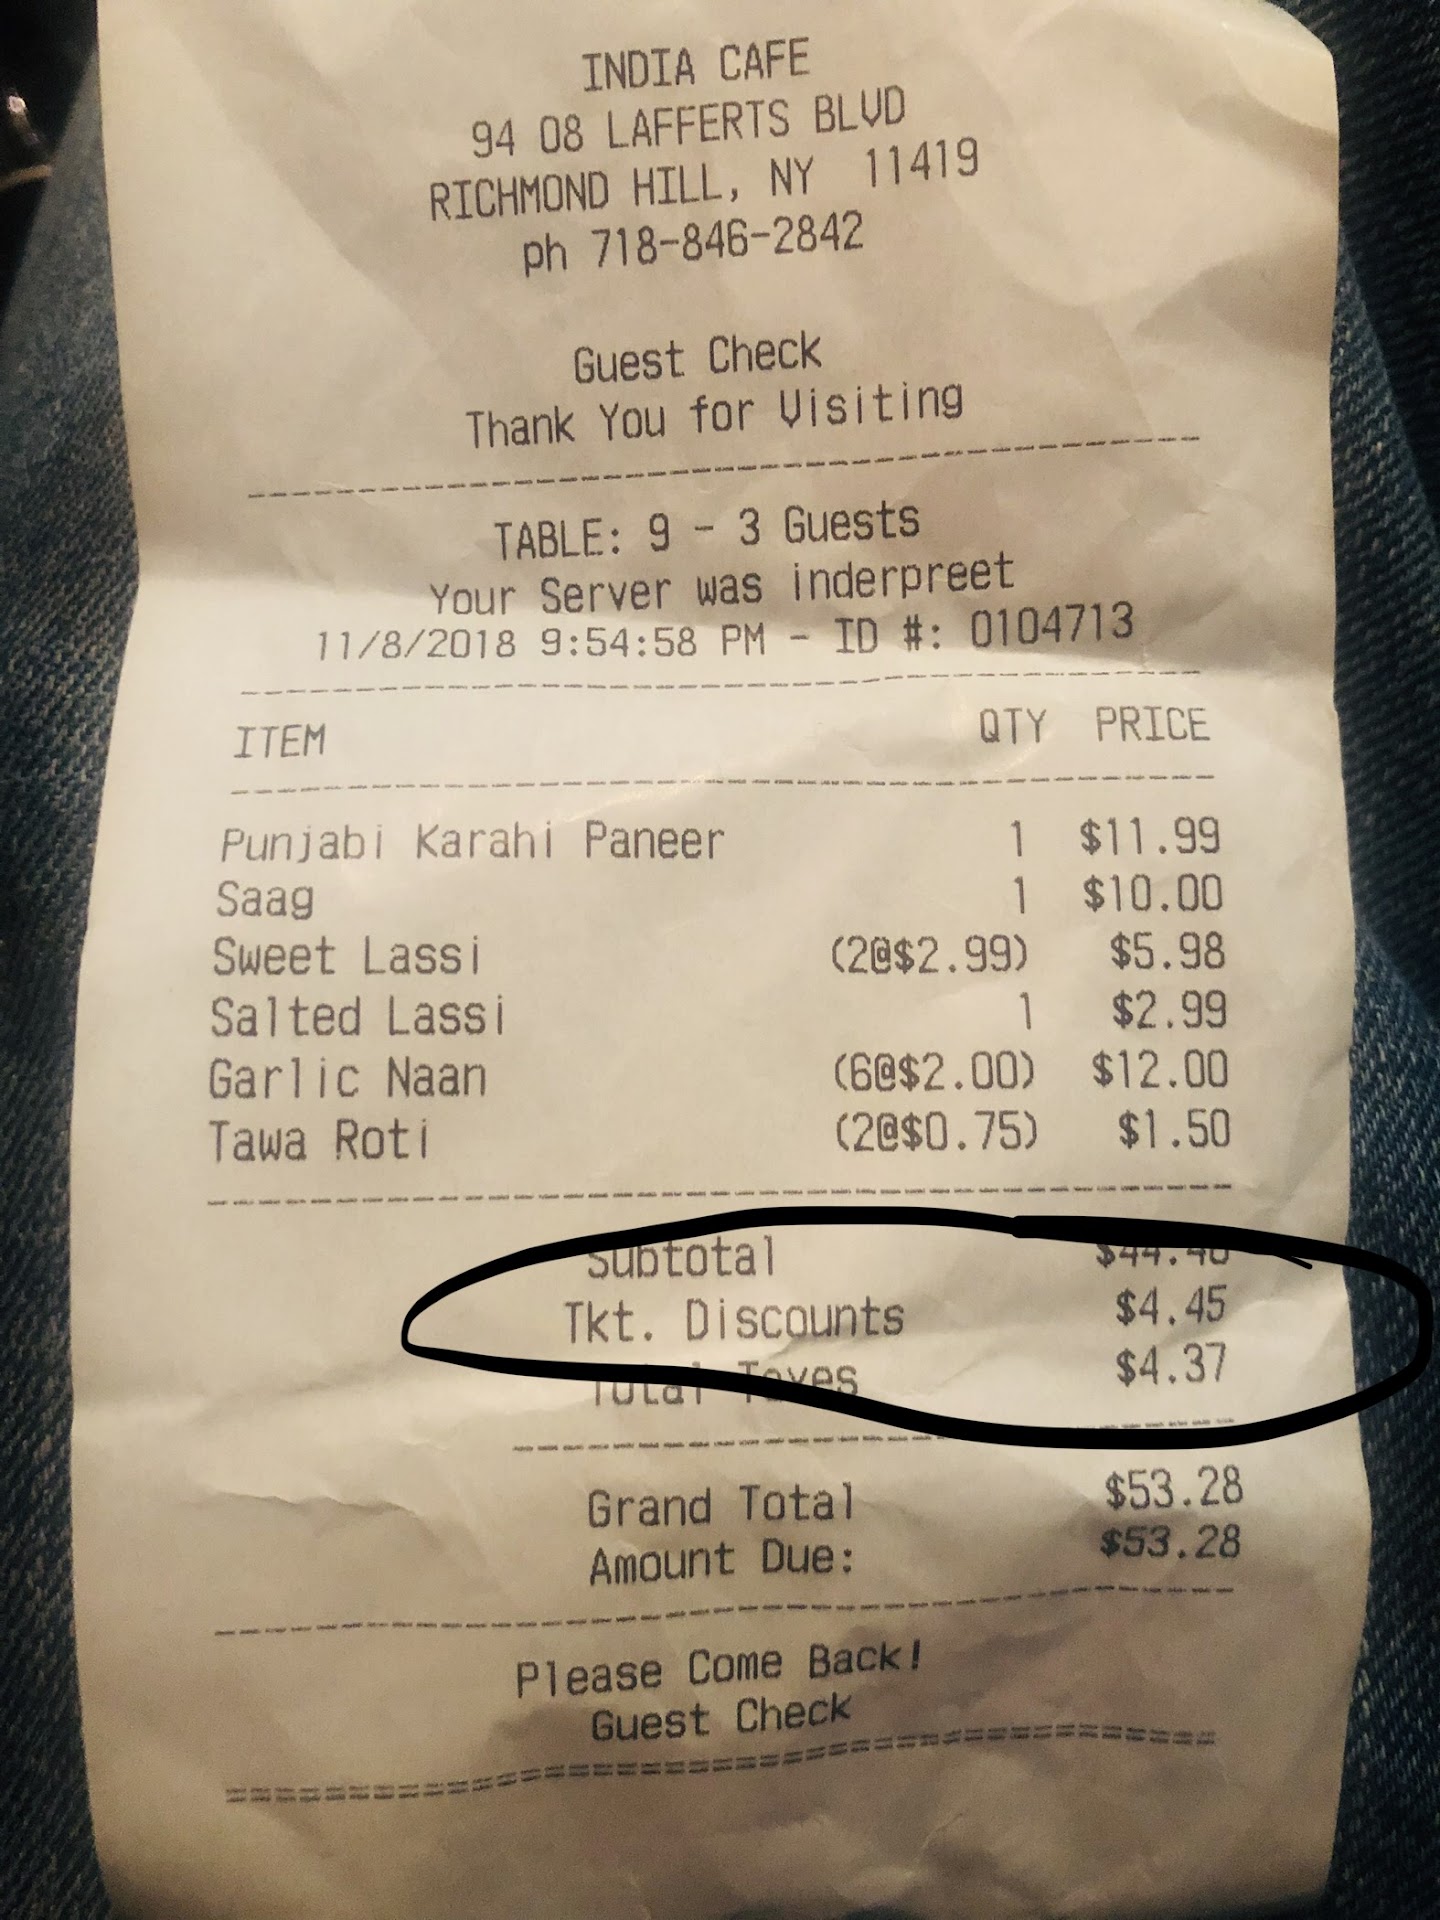 INDIA CAFE
94 08 LAFFERTS BLVD
RICHMOND HILL, NY 11419
ph 718-846-2842
Guest Check
Thank You for Visiting
TABLE: 9 - 3 Guests
Your Server was inderpreet
11/8/2018 9:54:58 PM - ID #: 0104713
ITEM QTY PRICE
Punjabi Karahi Paneer 1 $11.99
Saag 1 $10.00
Sweet Lassi (2@$2.99) $5.98
Salted Lassi 1 $2.99
Garlic Naan (6@$2.00) $12.00
Tawa Roti (2@$0.75) $1.50
Subtotal $44.46
Tkt. Discounts $4.45
Total Taxes $4.37
Grand Total $53.28
Amount Due: $53.28
Please Come Back!
Guest Check